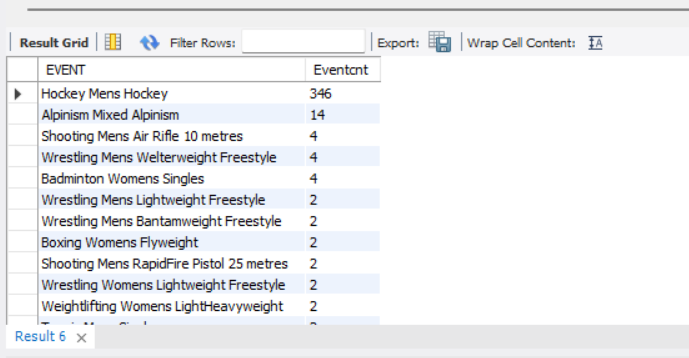 Result Grid Filter Rows: Export: Wrap Cell Content: IA
EVENT Eventcnt
Hockey Mens Hockey 346
Alpinism Mixed Alpinism 14
Shooting Mens Air Rifle 10 metres 4
Wrestling Mens Welterweight Freestyle 4
Badminton Womens Singles 4
Wrestling Mens Lightweight Freestyle 2
Wrestling Mens Bantamweight Freestyle 2
Boxing Womens Flyweight 2
Shooting Mens RapidFire Pistol 25 metres 2
Wrestling Womens Lightweight Freestyle 2
Weightlifting Womens LightHeavyweight 2
Result 6